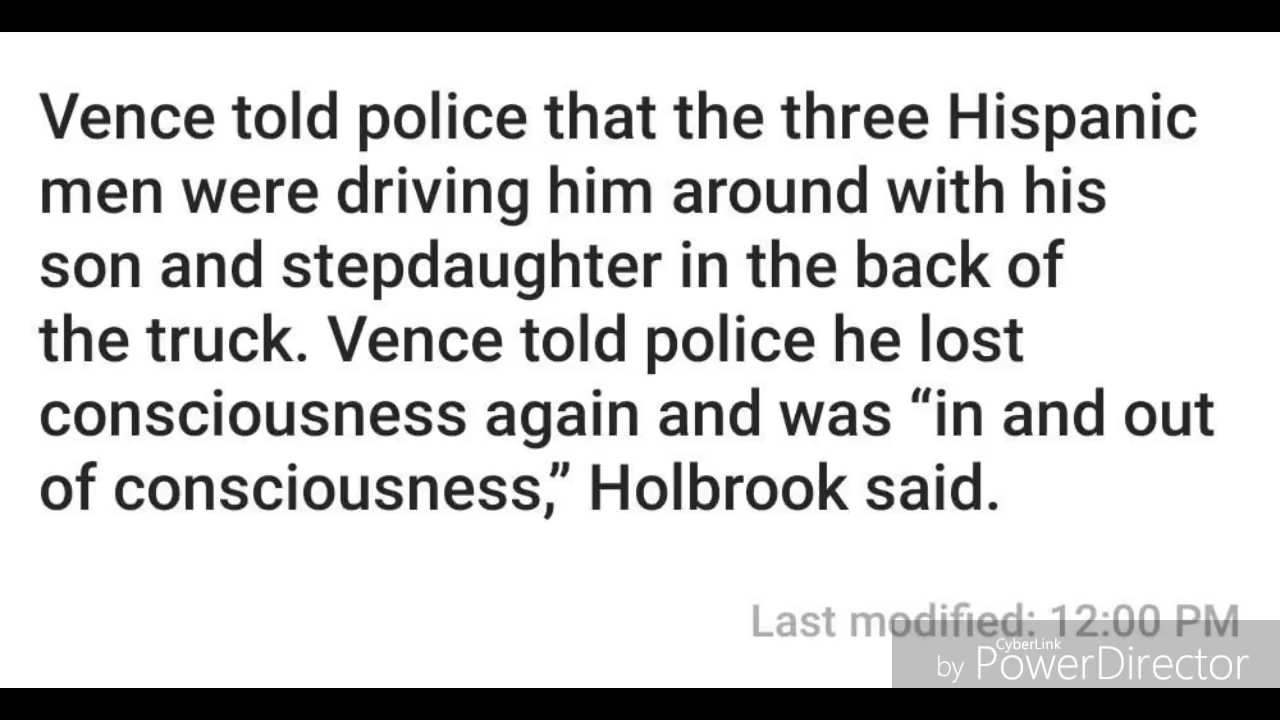 Vence told police that the three Hispanic
men were driving him around with his
son and stepdaughter in the back of
the truck. Vence told police he lost
consciousness again and was “in and out
of consciousness,” Holbrook said.
Last modified: 12:00 PM
CyberLink
by PowerDirector